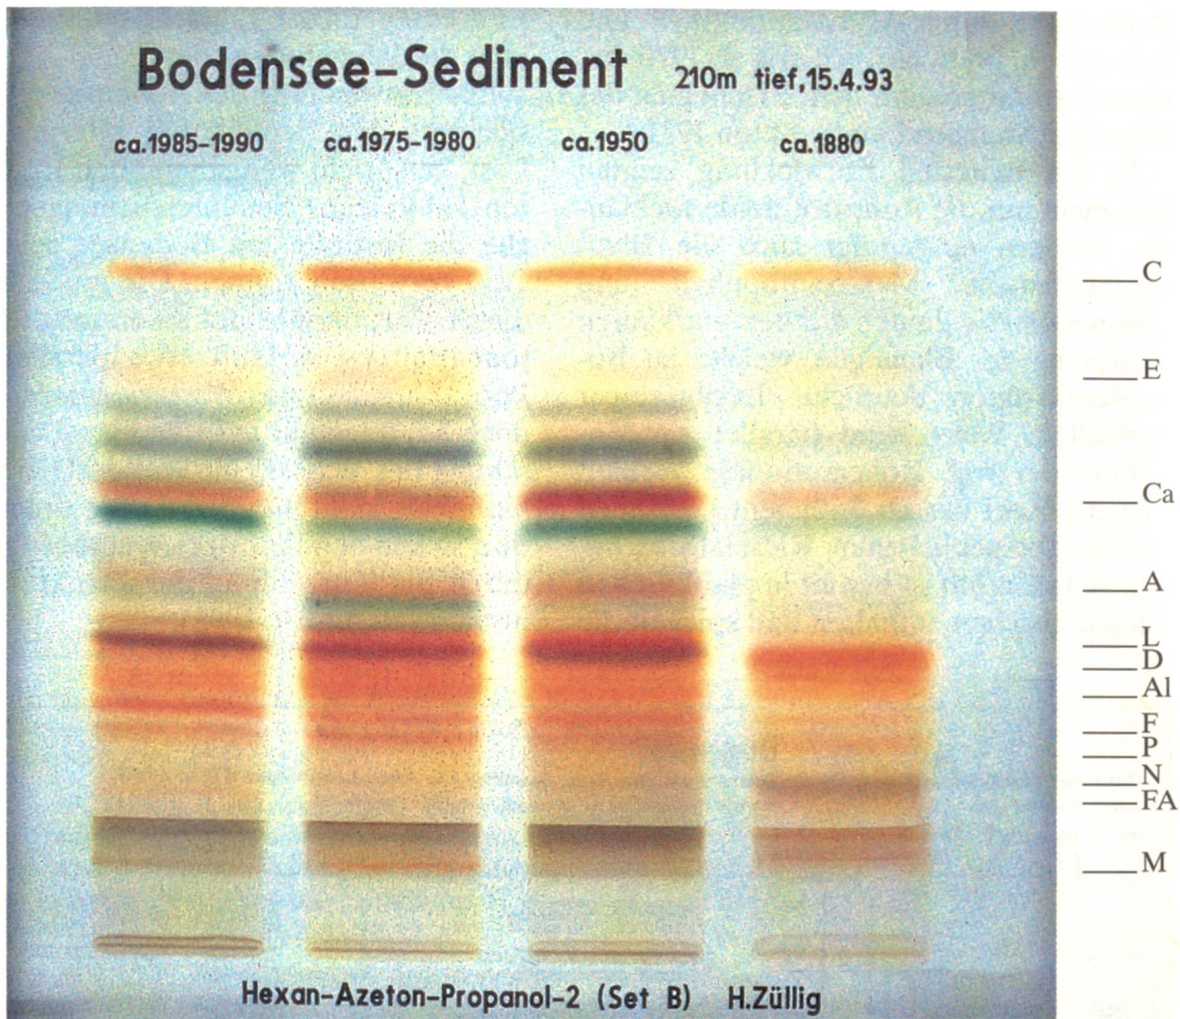 Bodensee-Sediment 210m tief,15.4.93
ca.1985-1990 ca.1975-1980 ca.1950 ca.1880
C
E
Ca
A
L
D
Al
F
P
N
FA
M
Hexan-Azeton-Propanol-2 (Set B) H.Züllig